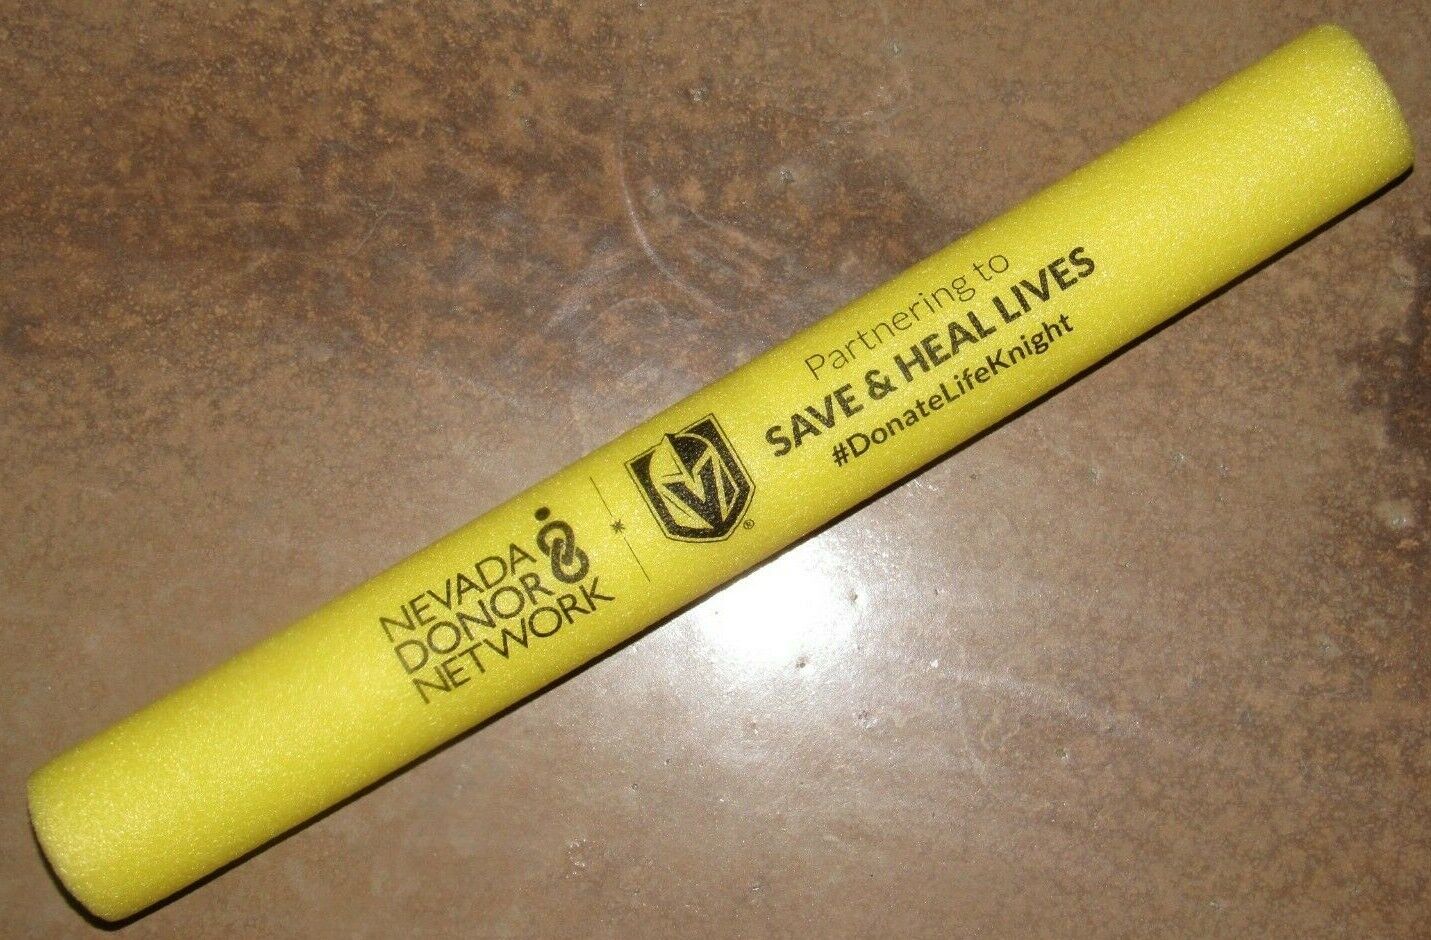 NEVADA
DONOR
NETWORK
®
Partnering to
SAVE & HEAL LIVES
#DonateLifeKnight